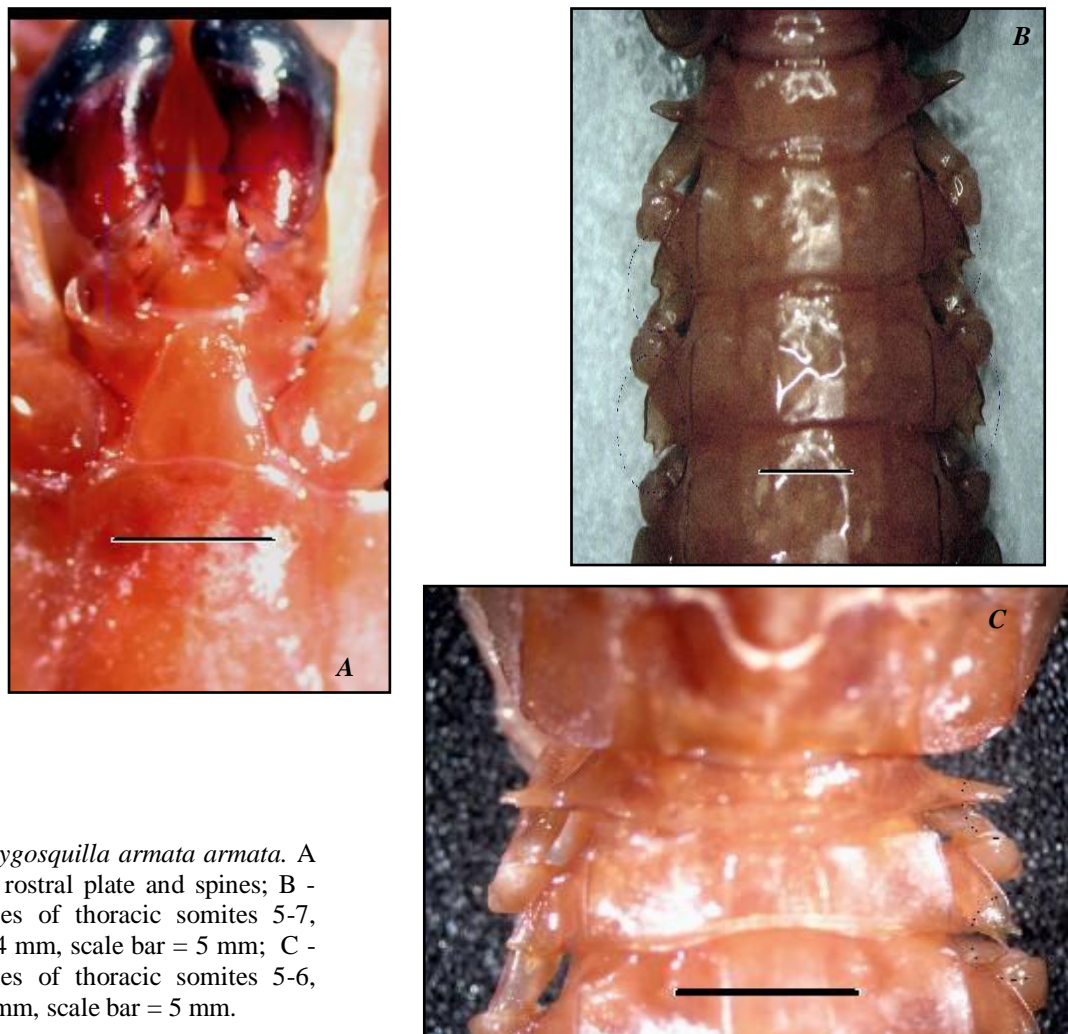 A
B
C
ygosquilla armata armata. A
rostral plate and spines; B -
es of thoracic somites 5-7,
4 mm, scale bar = 5 mm; C -
es of thoracic somites 5-6,
mm, scale bar = 5 mm.